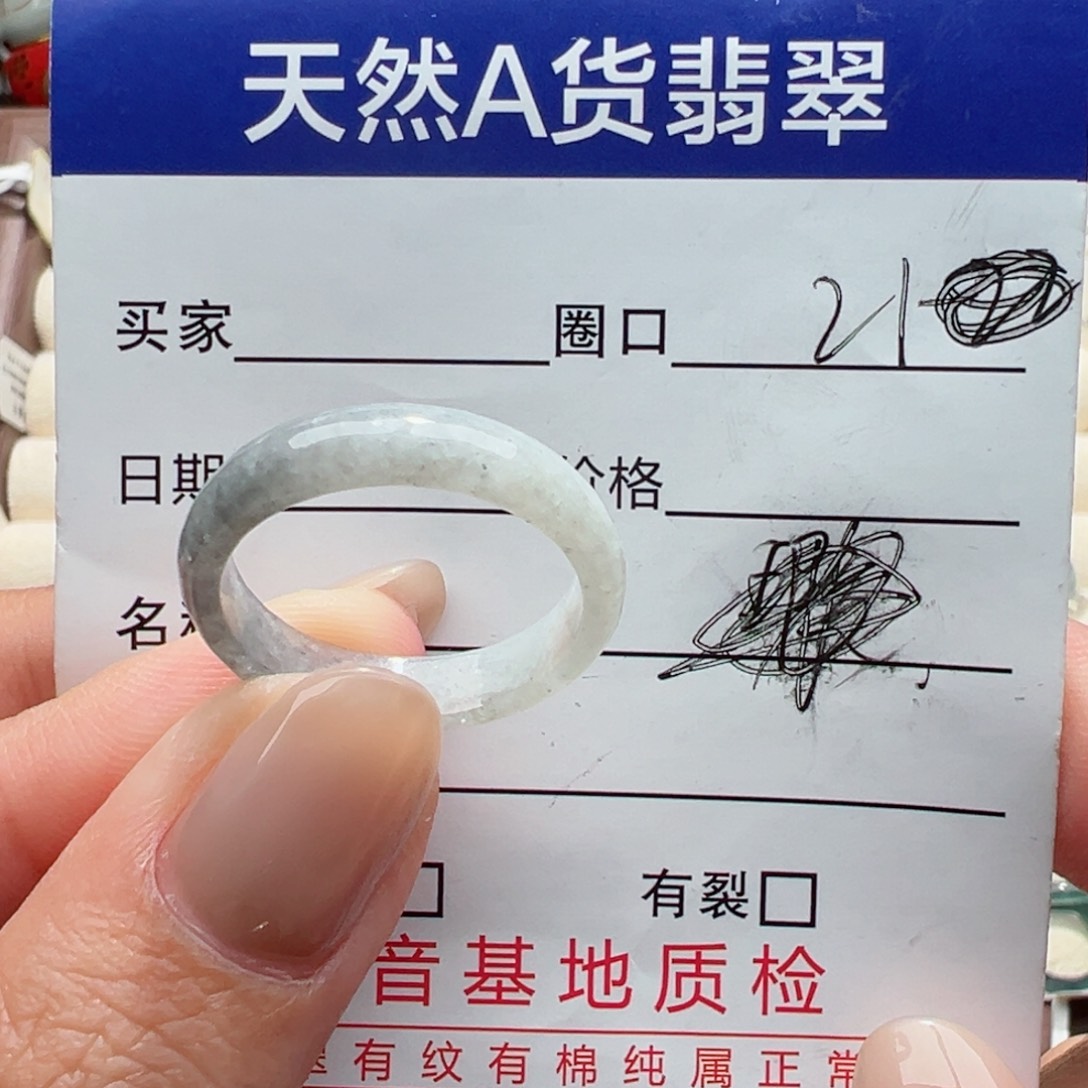 天然A货翡翠
买家 圈口 21
日期 价格
名称
有裂
音基地质检
有纹有棉纯属正常